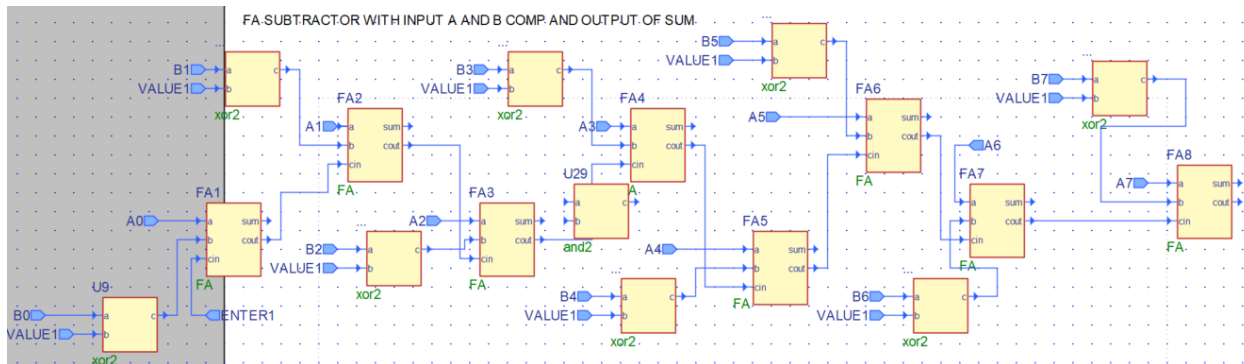 FA SUBTRACTOR WITH INPUT A AND B COMP AND OUTPUT OF SUM
...
B1
VALUE1
a
b
c
xor2
FA2
A1
a
b
cin
sum
cout
FA
FA1
A0
a
b
cin
sum
cout
FA
ENTER1
U9
B0
VALUE1
a
b
c
xor2
...
B2
VALUE1
a
b
c
xor2
FA3
A2
a
b
cin
sum
cout
FA
...
B3
VALUE1
a
b
c
xor2
FA4
A3
a
b
cin
sum
cout
A
U29
a
b
c
and2
...
B4
VALUE1
a
b
c
xor2
FA5
A4
a
b
cin
sum
cout
FA
...
B5
VALUE1
a
b
c
xor2
FA6
A5
a
b
cin
sum
cout
FA
...
B6
VALUE1
a
b
c
xor2
FA7
A6
a
b
cin
sum
cout
FA
...
B7
VALUE1
a
b
c
xor2
FA8
A7
a
b
cin
sum
cout
FA